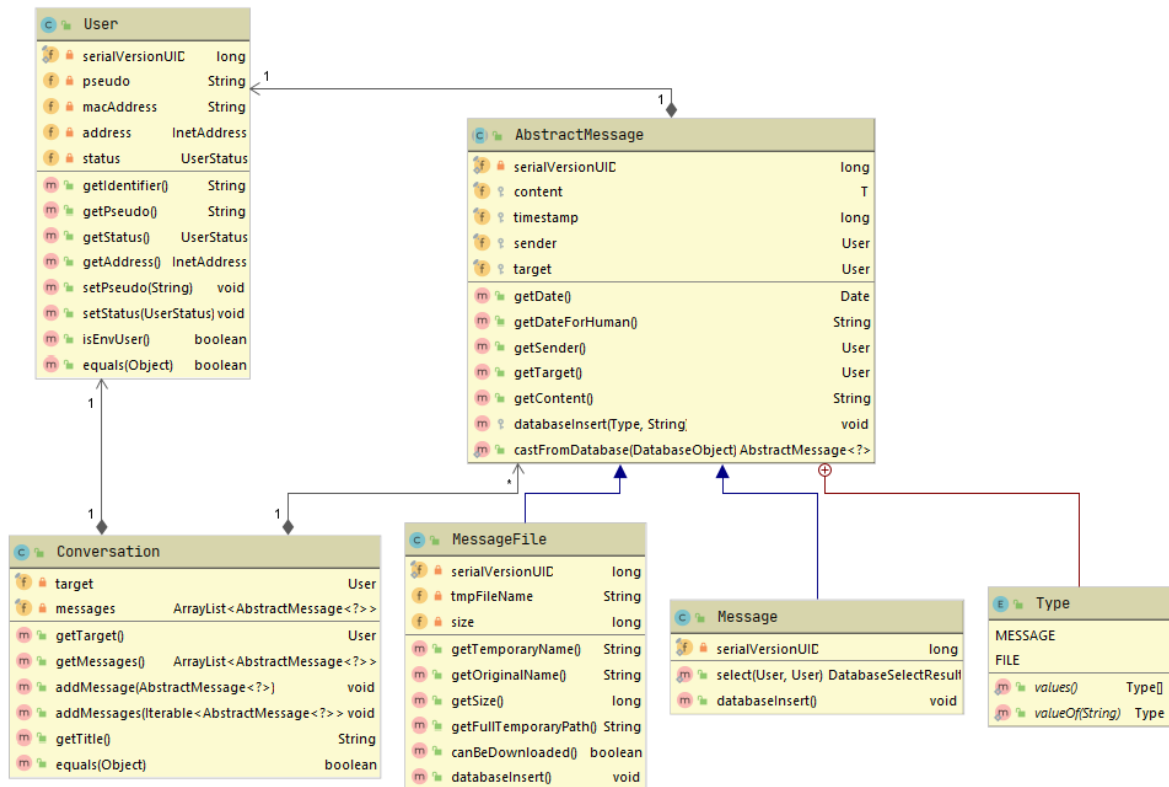 User
serialVersionUID long
pseudo String
macAddress String
address InetAddress
status UserStatus
getIdentifier() String
getPseudo() String
getStatus() UserStatus
getAddress() InetAddress
setPseudo(String) void
setStatus(UserStatus) void
isEnvUser() boolean
equals(Object) boolean
1
1
AbstractMessage
serialVersionUID long
content T
timestamp long
sender User
target User
getDate() Date
getDateForHuman() String
getSender() User
getTarget() User
getContent() String
databaseInsert(Type, String) void
castFromDatabase(DatabaseObject) AbstractMessage<?>
1
1
1
*
Conversation
target User
messages ArrayList<AbstractMessage<?>>
getTarget() User
getMessages() ArrayList<AbstractMessage<?>>
addMessage(AbstractMessage<?>) void
addMessages(Iterable<AbstractMessage<?>> void
getTitle() String
equals(Object) boolean
MessageFile
serialVersionUID long
tmpFileName String
size long
getTemporaryName() String
getOriginalName() String
getSize() long
getFullTemporaryPath() String
canBeDownloaded() boolean
databaseInsert() void
Message
serialVersionUID long
select(User, User) DatabaseSelectResult
databaseInsert() void
Type
MESSAGE
FILE
values() Type[]
valueOf(String) Type